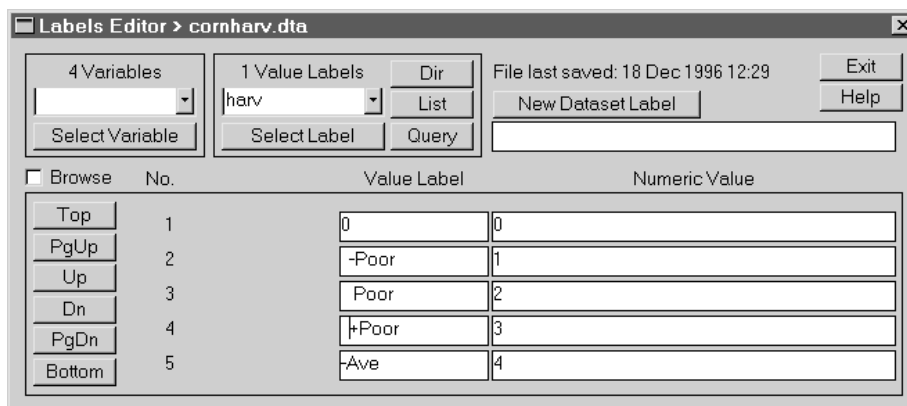 Labels Editor > cornharv.dta
4 Variables
1 Value Labels
Dir
File last saved: 18 Dec 1996 12:29
Exit
harv
List
New Dataset Label
Help
Select Variable
Select Label
Query
Browse
No.
Value Label
Numeric Value
Top
PgUp
Up
Dn
PgDn
Bottom
1
0
0
2
-Poor
1
3
Poor
2
4
+Poor
3
5
-Ave
4